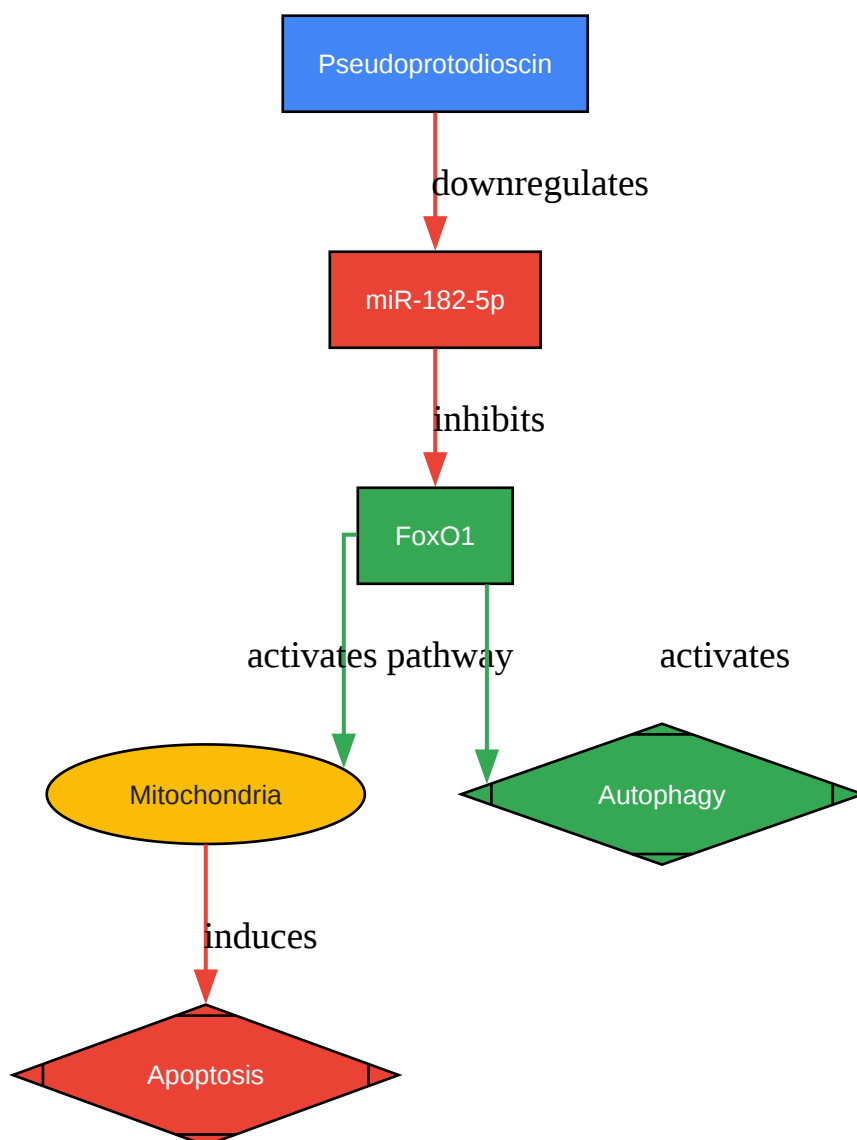 Pseudoprotodioscin
downregulates
miR-182-5p
inhibits
FoxO1
activates pathway
activates
Mitochondria
Autophagy
induces
Apoptosis